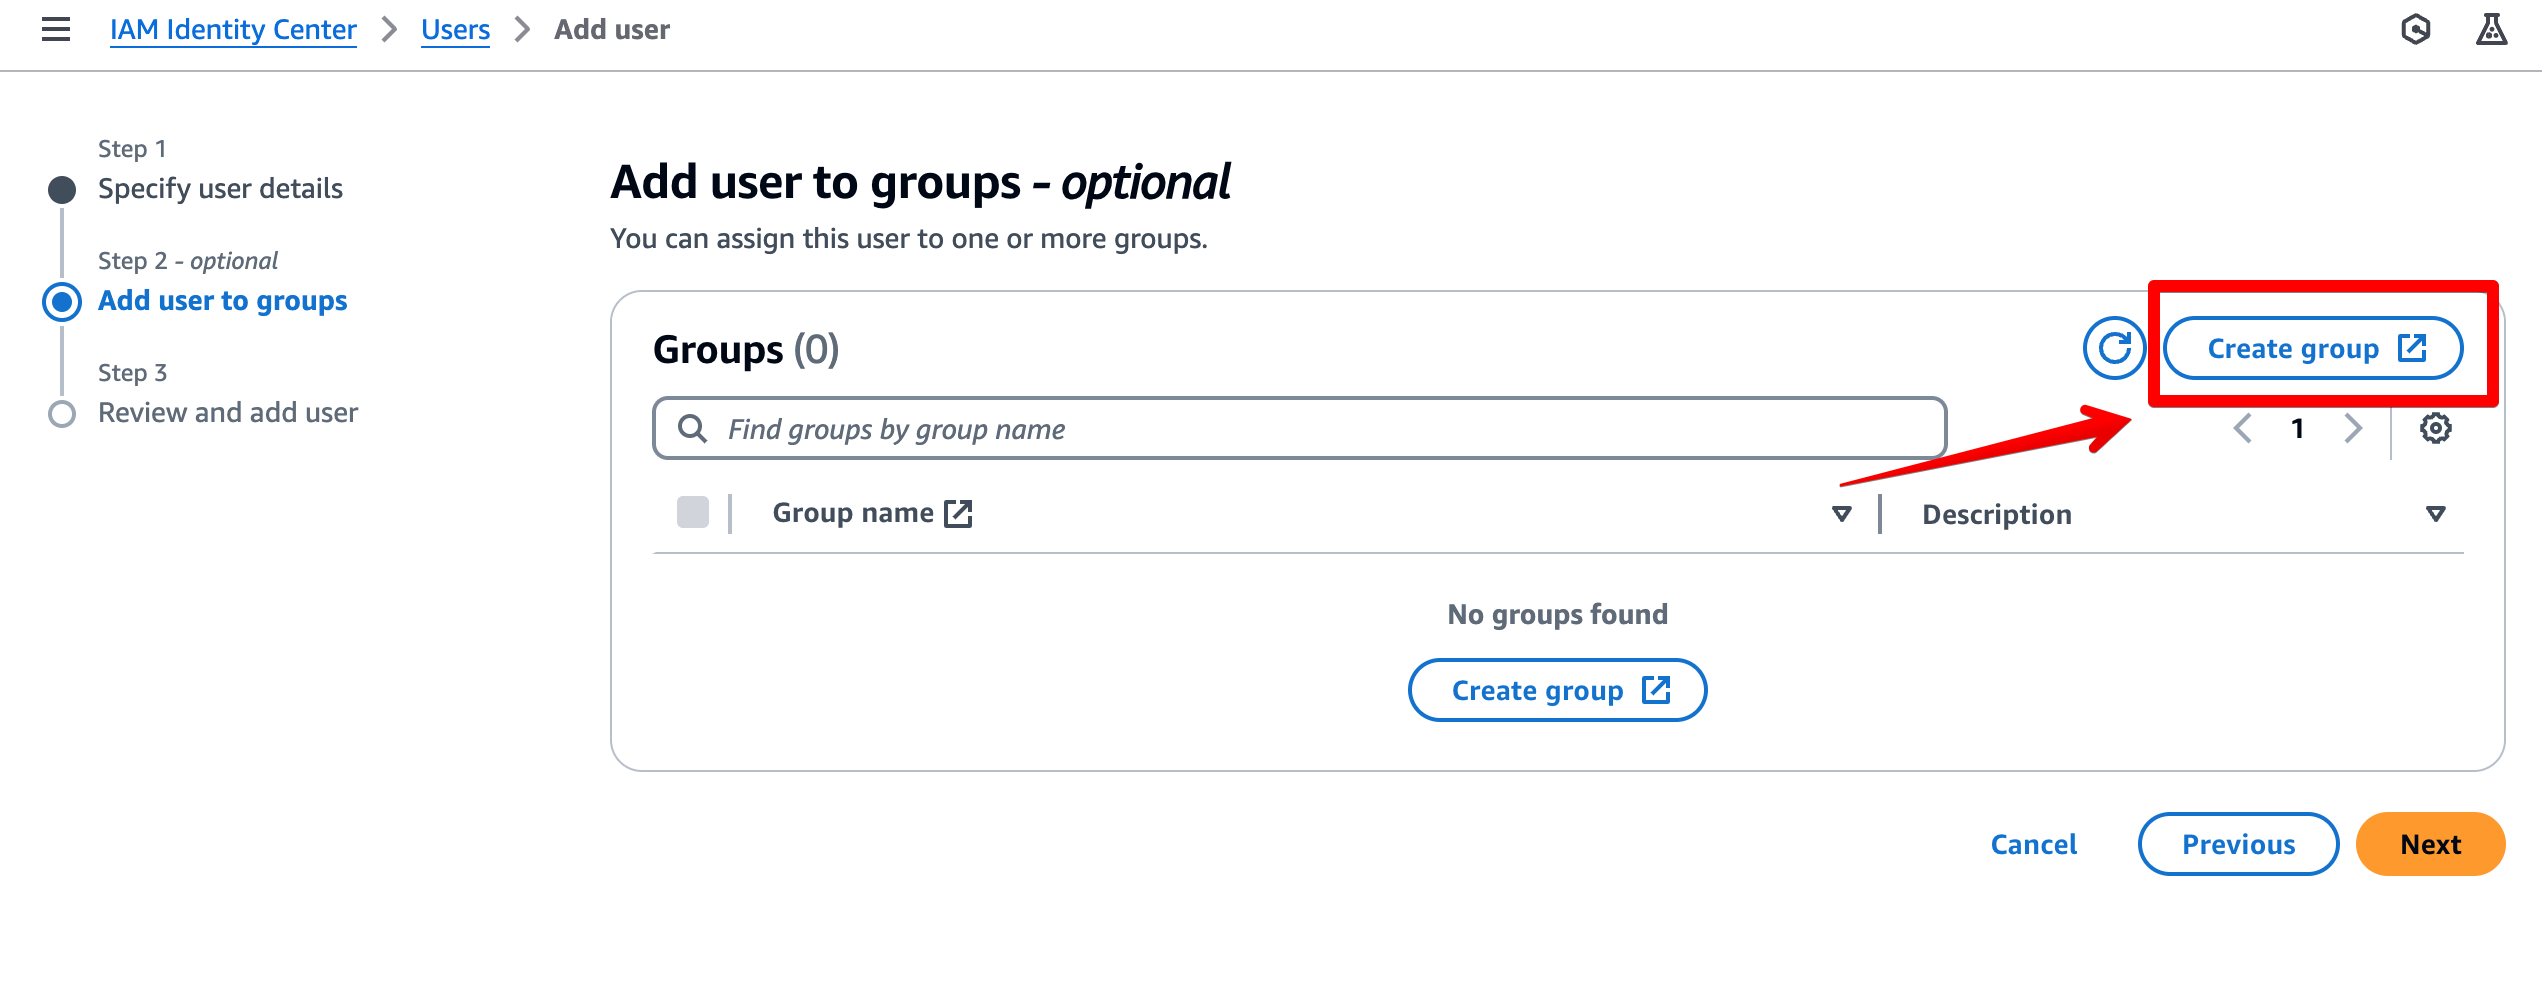 IAM Identity Center > Users > Add user
Step 1
Specify user details
Step 2 - optional
Add user to groups
Step 3
Review and add user
Add user to groups - optional
You can assign this user to one or more groups.
Groups (0)
Create group
Find groups by group name
1
Group name
Description
No groups found
Create group
Cancel
Previous
Next